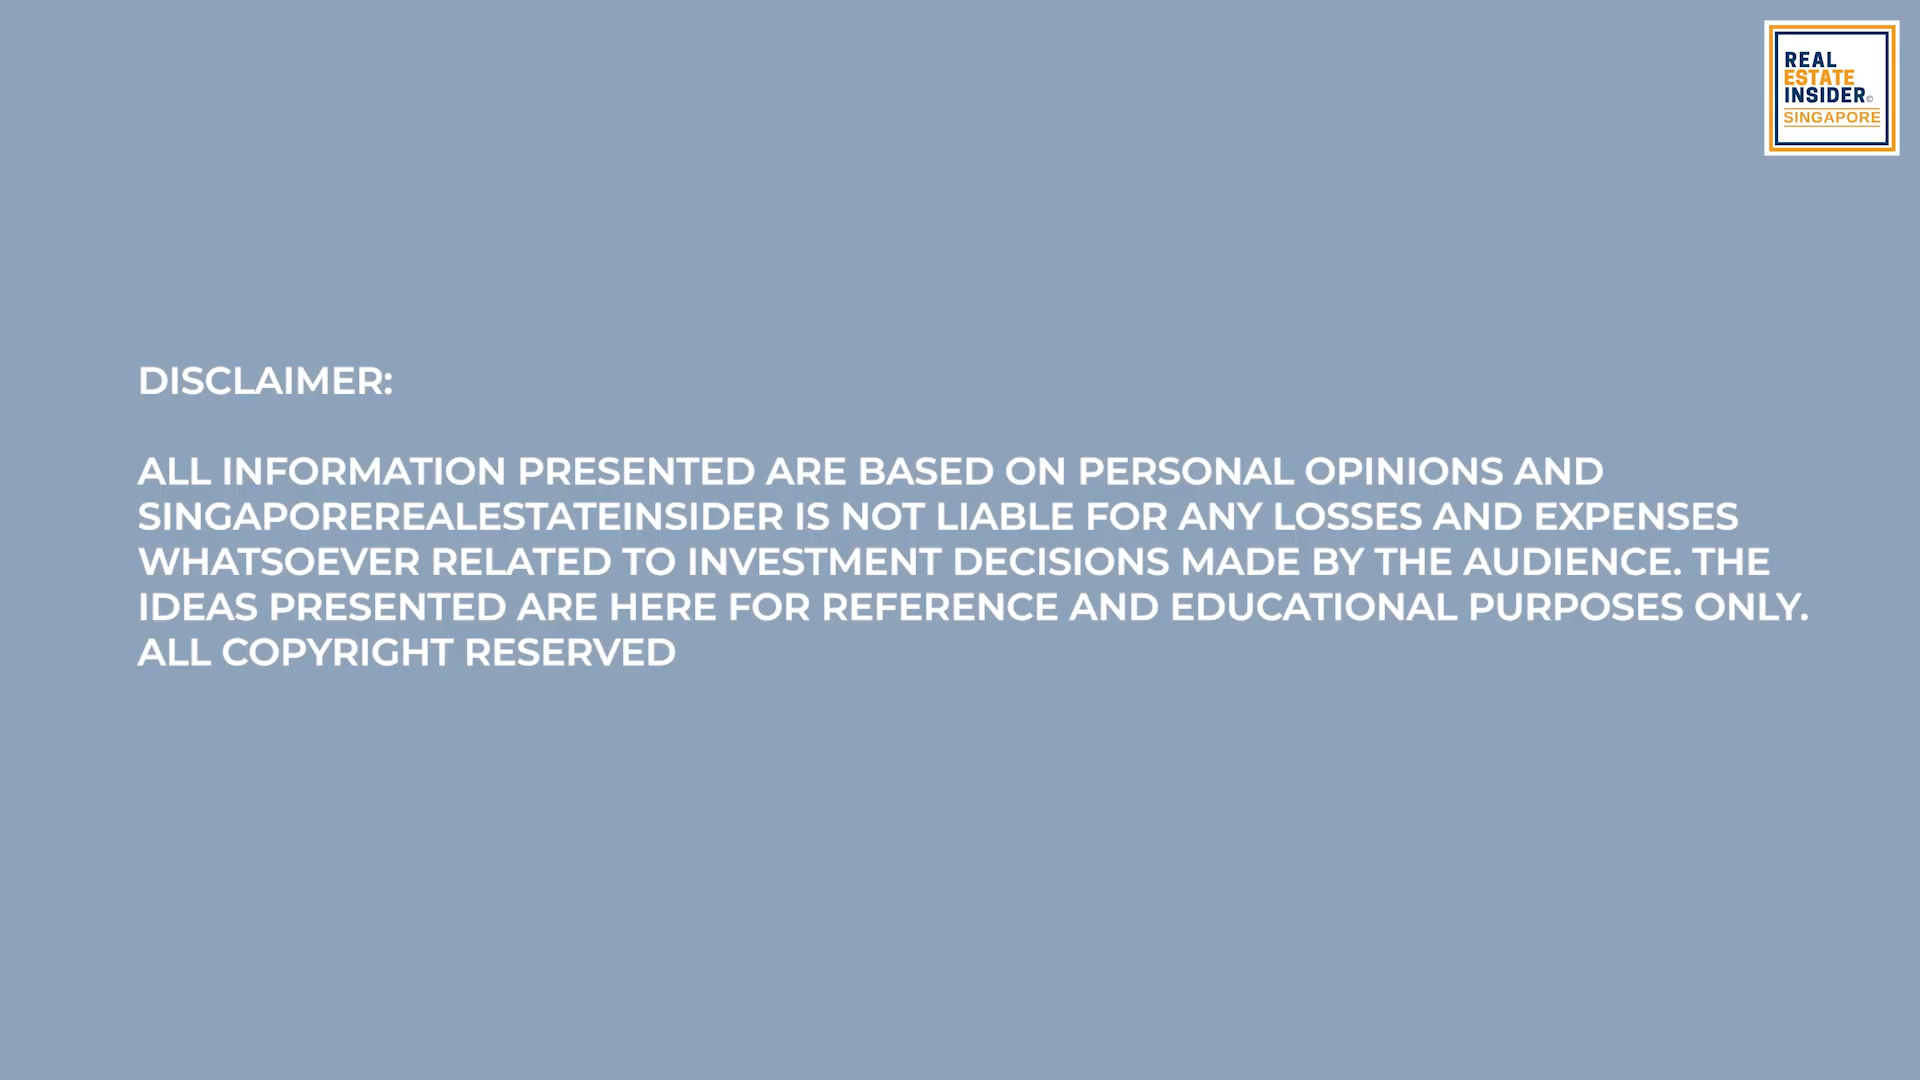 REAL
ESTATE
INSIDER©
SINGAPORE
DISCLAIMER:
ALL INFORMATION PRESENTED ARE BASED ON PERSONAL OPINIONS AND
SINGAPOREREALESTATEINSIDER IS NOT LIABLE FOR ANY LOSSES AND EXPENSES
WHATSOEVER RELATED TO INVESTMENT DECISIONS MADE BY THE AUDIENCE. THE
IDEAS PRESENTED ARE HERE FOR REFERENCE AND EDUCATIONAL PURPOSES ONLY.
ALL COPYRIGHT RESERVED